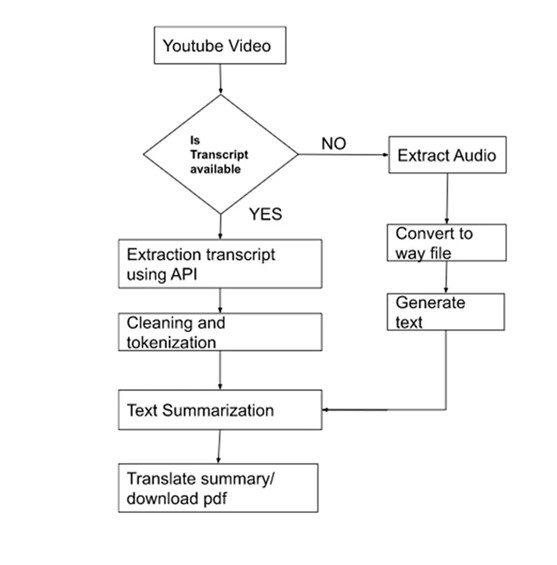 Youtube Video
Is
Transcript
available
NO
Extract Audio
YES
Extraction transcript
using API
Convert to
way file
Cleaning and
tokenization
Generate
text
Text Summarization
Translate summary/
download pdf